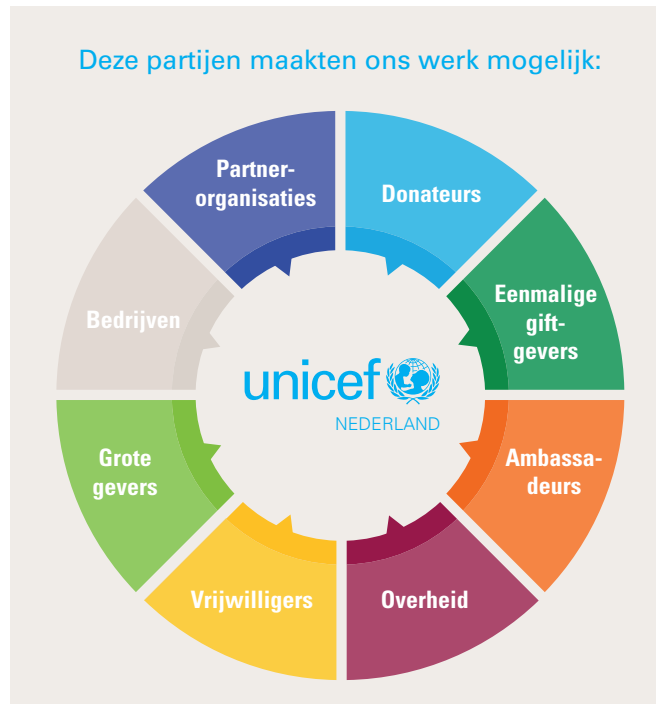 Deze partijen maakten ons werk mogelijk:
Partner-
organisaties
Donateurs
Eenmalige
gift-
gevers
Ambassa-
deurs
Overheid
Vrijwilligers
Grote
gevers
Bedrijven
unicef
NEDERLAND